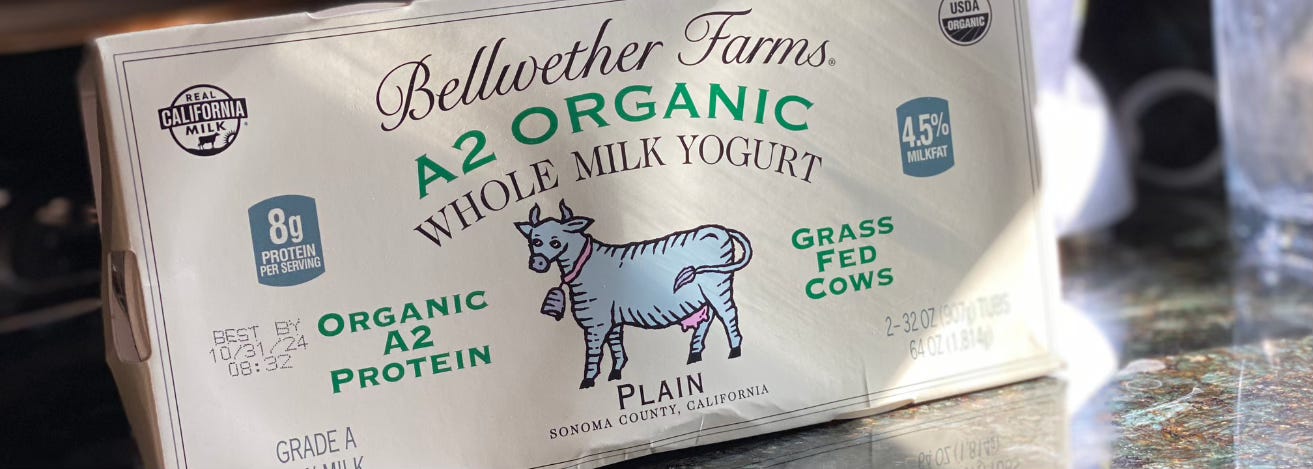 Bellwether Farms®
A2 ORGANIC
WHOLE MILK YOGURT
REAL
CALIFORNIA
MILK
USDA
ORGANIC
4.5%
MILKFAT
8g
PROTEIN
PER SERVING
GRASS
FED
COWS
ORGANIC
A2
PROTEIN
BEST BY
10/31/24
08:32
2-32 OZ (907g) TUBS
64 OZ (1,814g)
PLAIN
SONOMA COUNTY, CALIFORNIA
GRADE A
MILK